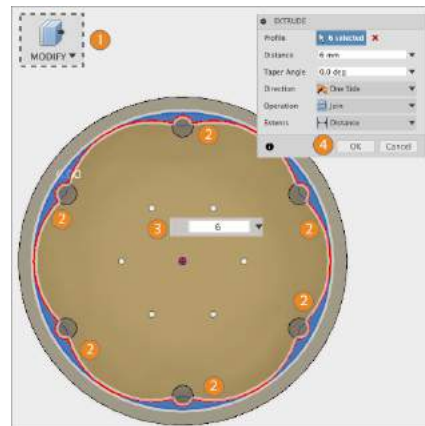 MODIFY ▼
1
EXTRUDE
Profile 6 selected
Distance 6 mm
Taper Angle 0.0 deg
Direction One Side
Operation Join
Extents Distance
4 OK Cancel
2
2
2
3 6
2
2
2